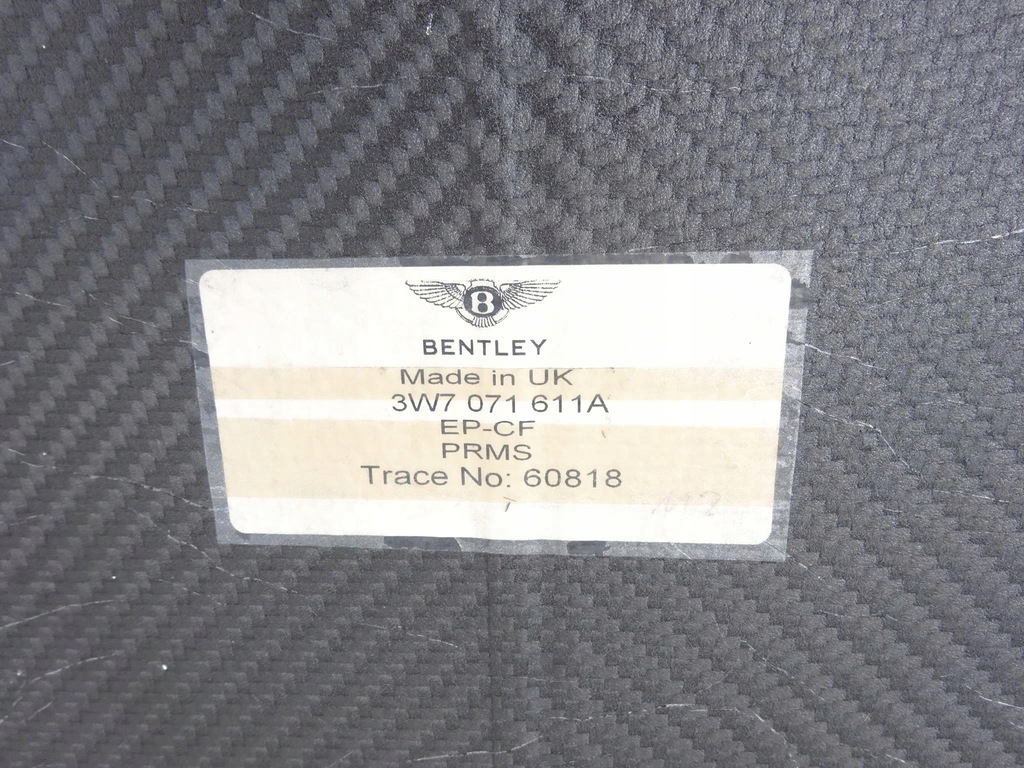 B
BENTLEY
Made in UK
3W7 071 611A
EP-CF
PRMS
Trace No: 60818